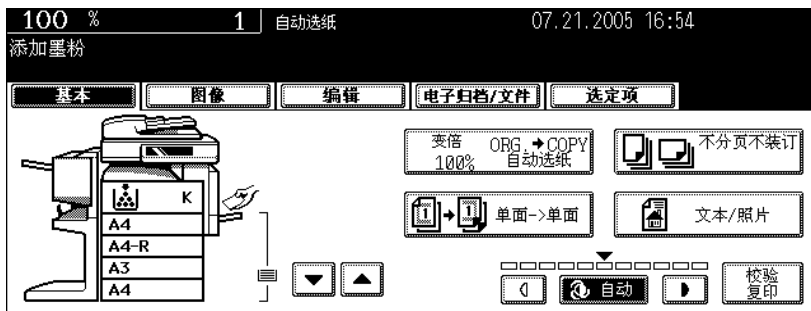 100 % 1 自动选纸 07.21.2005 16:54
添加墨粉
基本 图像 编辑 电子归档/文件 选定项
变倍 ORG.➔COPY
100% 自动选纸
不分页不装订
K
A4
A4-R
A3
A4
1➔1 单面->单面
文本/照片
自动
校验
复印